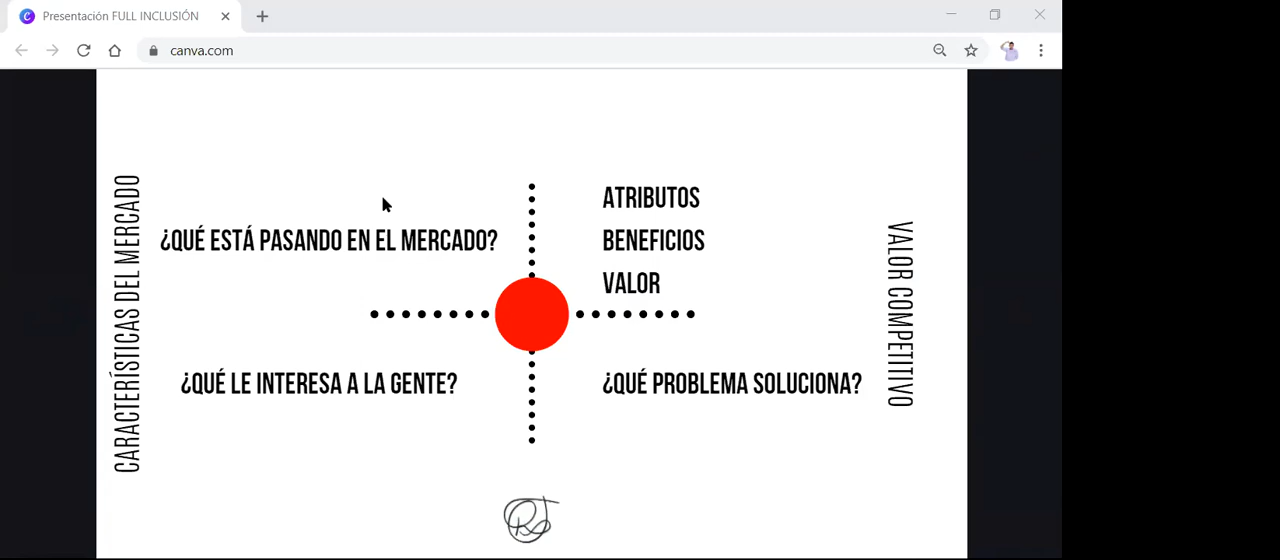 Presentación FULL INCLUSIÓN
canva.com
CARACTERÍSTICAS DEL MERCADO
¿QUÉ ESTÁ PASANDO EN EL MERCADO?
¿QUÉ LE INTERESA A LA GENTE?
ATRIBUTOS
BENEFICIOS
VALOR
¿QUÉ PROBLEMA SOLUCIONA?
VALOR COMPETITIVO